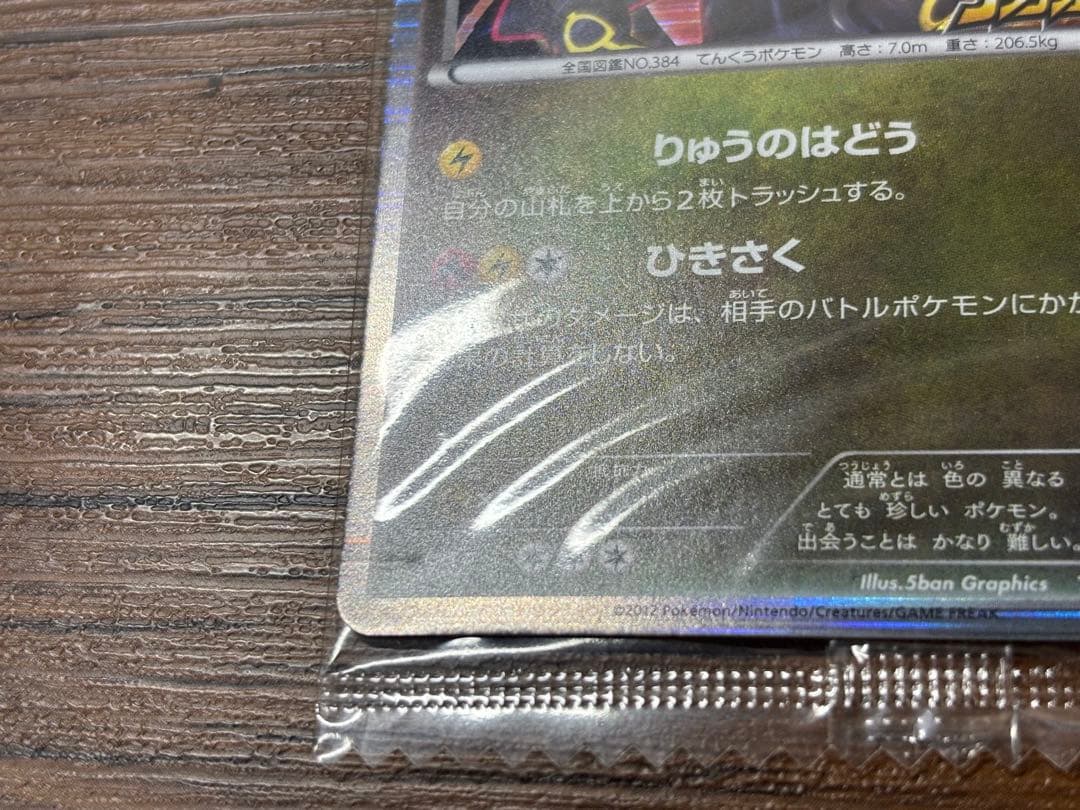 全国図鑑NO.384 てんくうポケモン 高さ：7.0m 重さ：206.5kg
りゅうのはどう
自分の山札を上から2枚トラッシュする。
ひきさく
のダメージは、相手のバトルポケモンにかか
しない。
通常とは 色の 異なる
とても 珍しい ポケモン。
出会うことは かなり 難しい。
Illus.5ban Graphics
©2012 Pokémon/Nintendo/Creatures/GAME FREAK